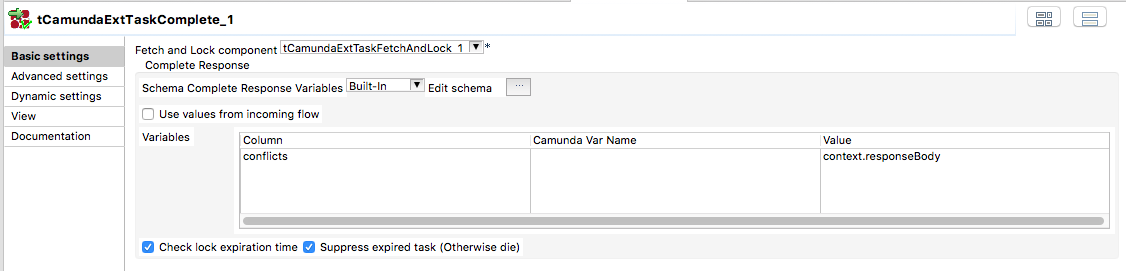 tCamundaExtTaskComplete_1
Basic settings
Advanced settings
Dynamic settings
View
Documentation
Fetch and Lock component tCamundaExtTaskFetchAndLock_1 *
Complete Response
Schema Complete Response Variables Built-In Edit schema ...
Use values from incoming flow
Variables
Column Camunda Var Name Value
conflicts context.responseBody
Check lock expiration time Suppress expired task (Otherwise die)